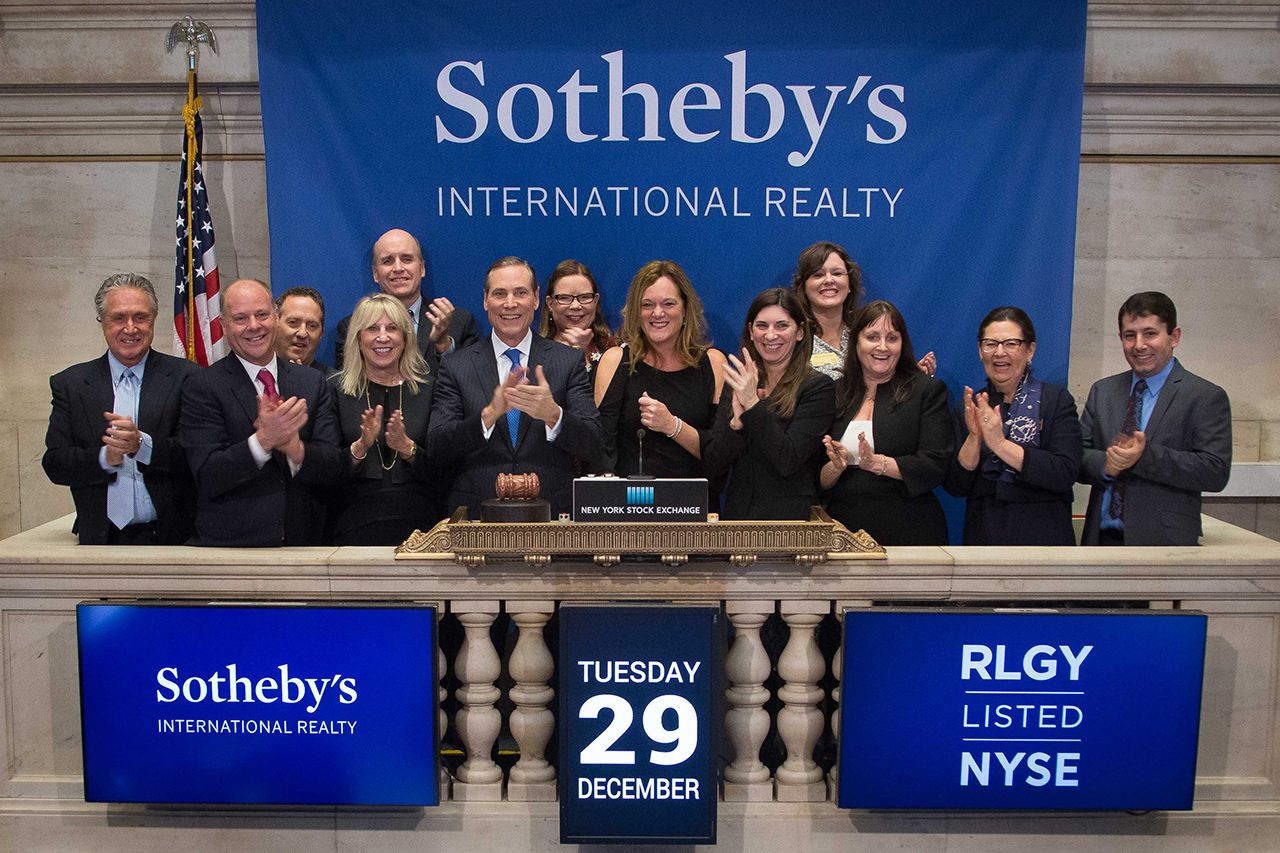 Sotheby's
INTERNATIONAL REALTY
NEW YORK STOCK EXCHANGE
Sotheby's
INTERNATIONAL REALTY
TUESDAY
29
DECEMBER
RLGY
LISTED
NYSE